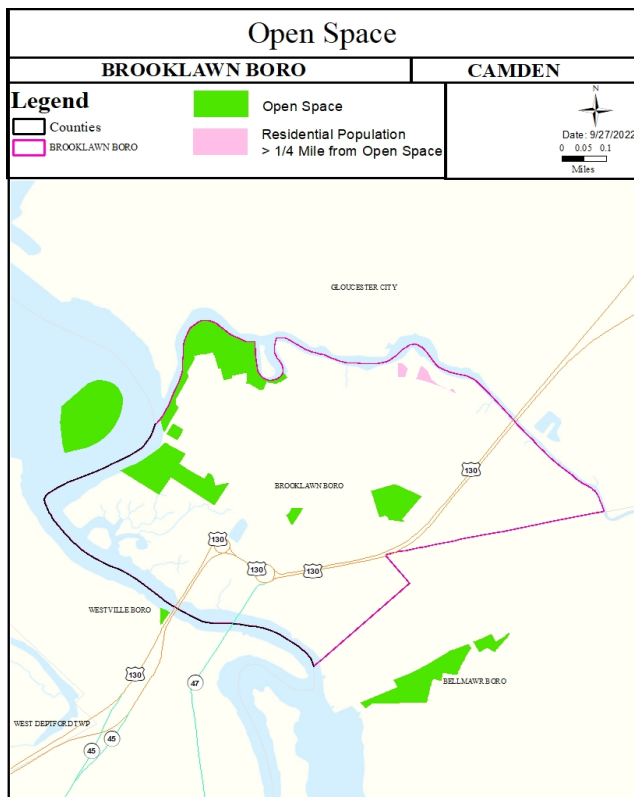 Open Space
BROOKLAWN BORO
CAMDEN
Legend
Counties
BROOKLAWN BORO
Open Space
Residential Population
> 1/4 Mile from Open Space
N
Date: 9/27/2022
0 0.05 0.1
Miles
GLOUCESTER CITY
130
BROOKLAWN BORO
130
130
130
WESTVILLE BORO
130
47
BELLMAWR BORO
WEST DEPTFORD TWP
45
45